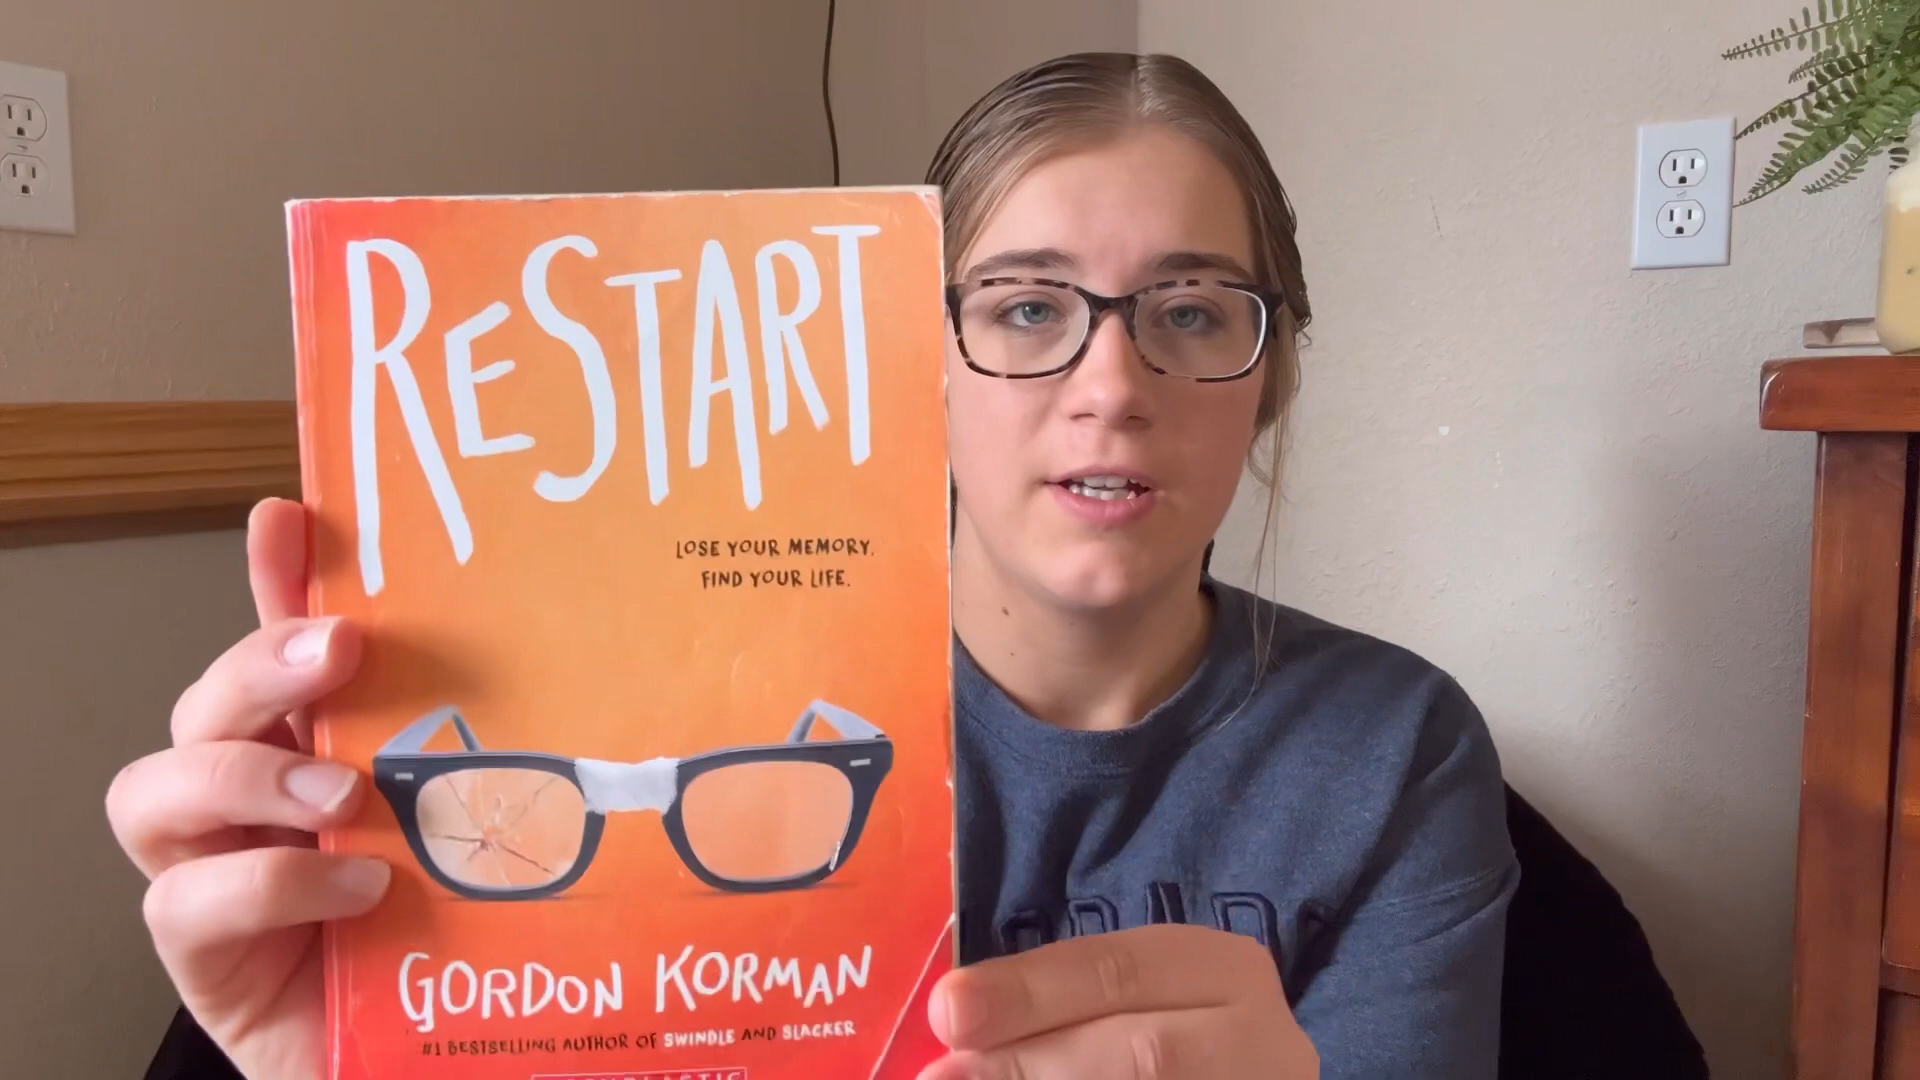 RESTART
LOSE YOUR MEMORY.
FIND YOUR LIFE.
GORDON KORMAN
#1 BESTSELLING AUTHOR OF SWINDLE AND SLACKER